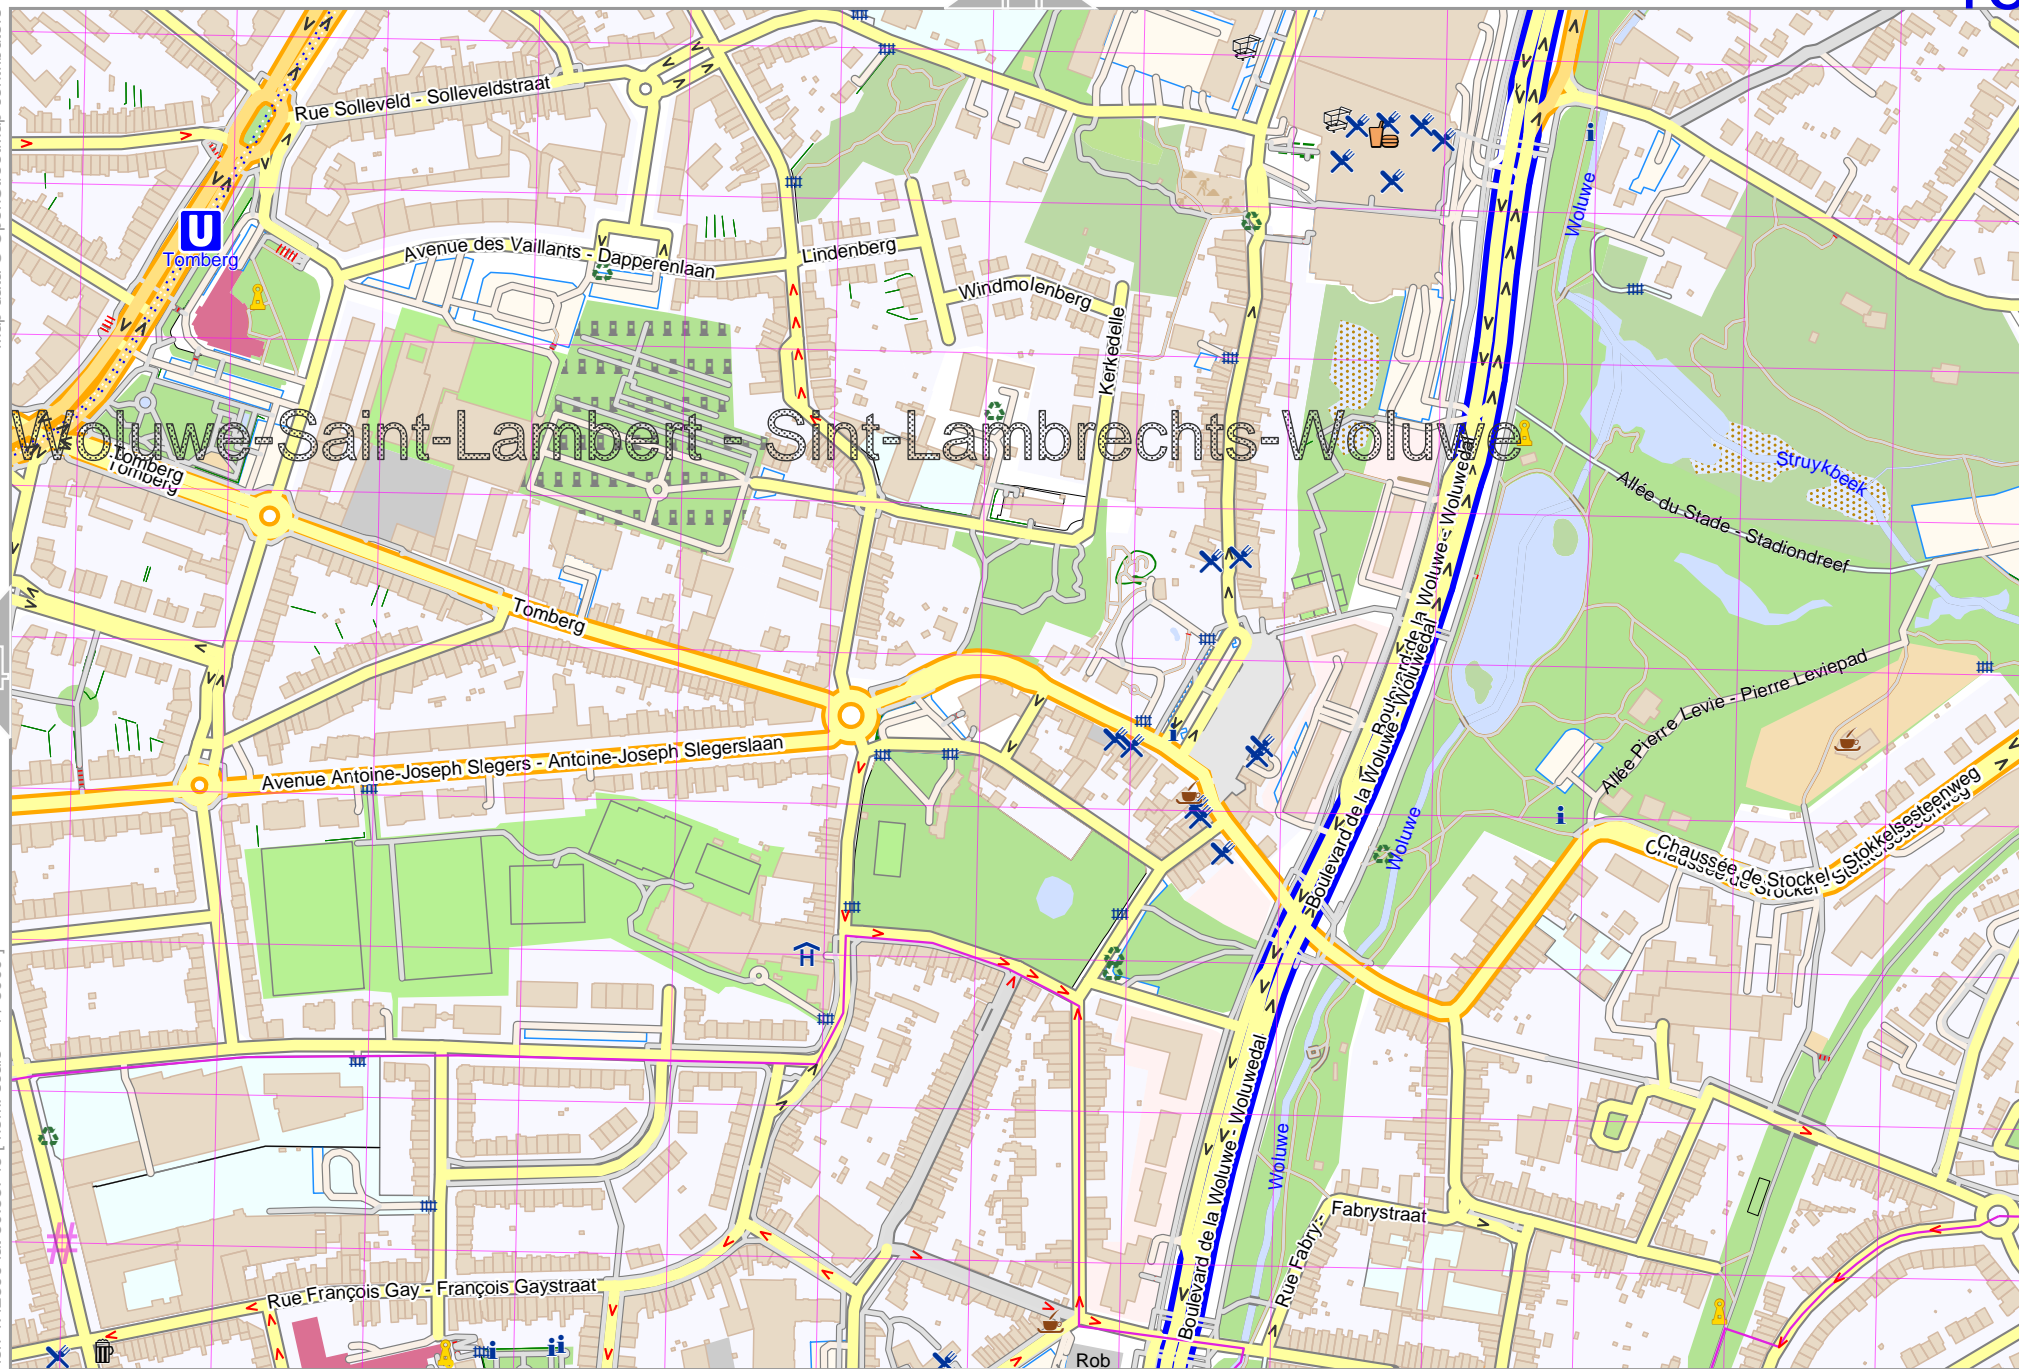 Rue Solleveld - Solleveldstraat
U
Tomberg
Avenue des Vaillants - Dapperenlaan
Lindenberg
Windmolenberg
Kerkedelle
Woluwe
Woluwe-Saint-Lambert - Sint-Lambrechts-Woluwe
Tomberg
Tomberg
Struykbeek
Allée du Stade - Stadiondreef
Tomberg
Boulevard de la Woluwe - Woluwedal
Boulevard de la Woluwe - Woluwedal
Allée Pierre Levie - Pierre Leviepad
Avenue Antoine-Joseph Slegers - Antoine-Joseph Slegerslaan
Woluwe
Chaussée de Stockel - Stokkelsesteenweg
Chaussée de Stockel - Stokkelsesteenweg
H
Boulevard de la Woluwe - Woluwedal
Woluwe
Rue Fabry - Fabrystraat
Rue François Gay - François Gaystraat
Rob